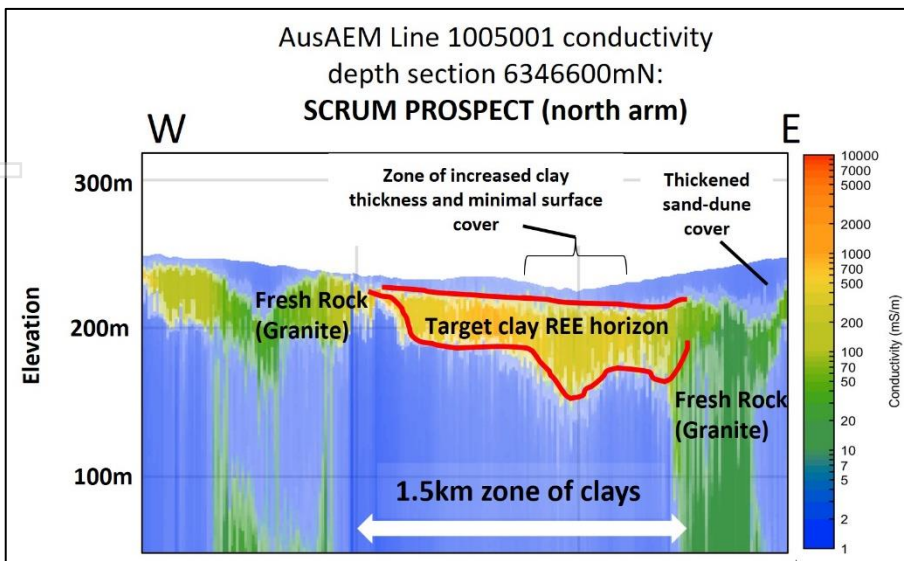 AusAEM Line 1005001 conductivity
depth section 6346600mN:
SCRUM PROSPECT (north arm)
W
E
300m
200m
100m
Elevation
Zone of increased clay
thickness and minimal surface
cover
Thickened
sand-dune
cover
Fresh Rock
(Granite)
Target clay REE horizon
Fresh Rock
(Granite)
1.5km zone of clays
10000
7000
5000
2000
1000
700
500
200
100
70
50
20
10
7
5
2
1
Conductivity (mS/m)